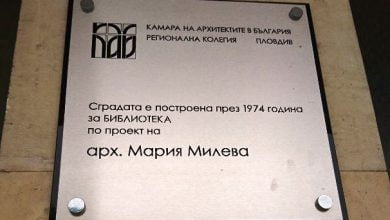 КАБ
КАМАРА НА АРХИТЕКТИТЕ В БЪЛГАРИЯ
РЕГИОНАЛНА КОЛЕГИЯ ПЛОВДИВ
Сградата е построена през 1974 година
за БИБЛИОТЕКА
по проект на
арх. Мария Милева